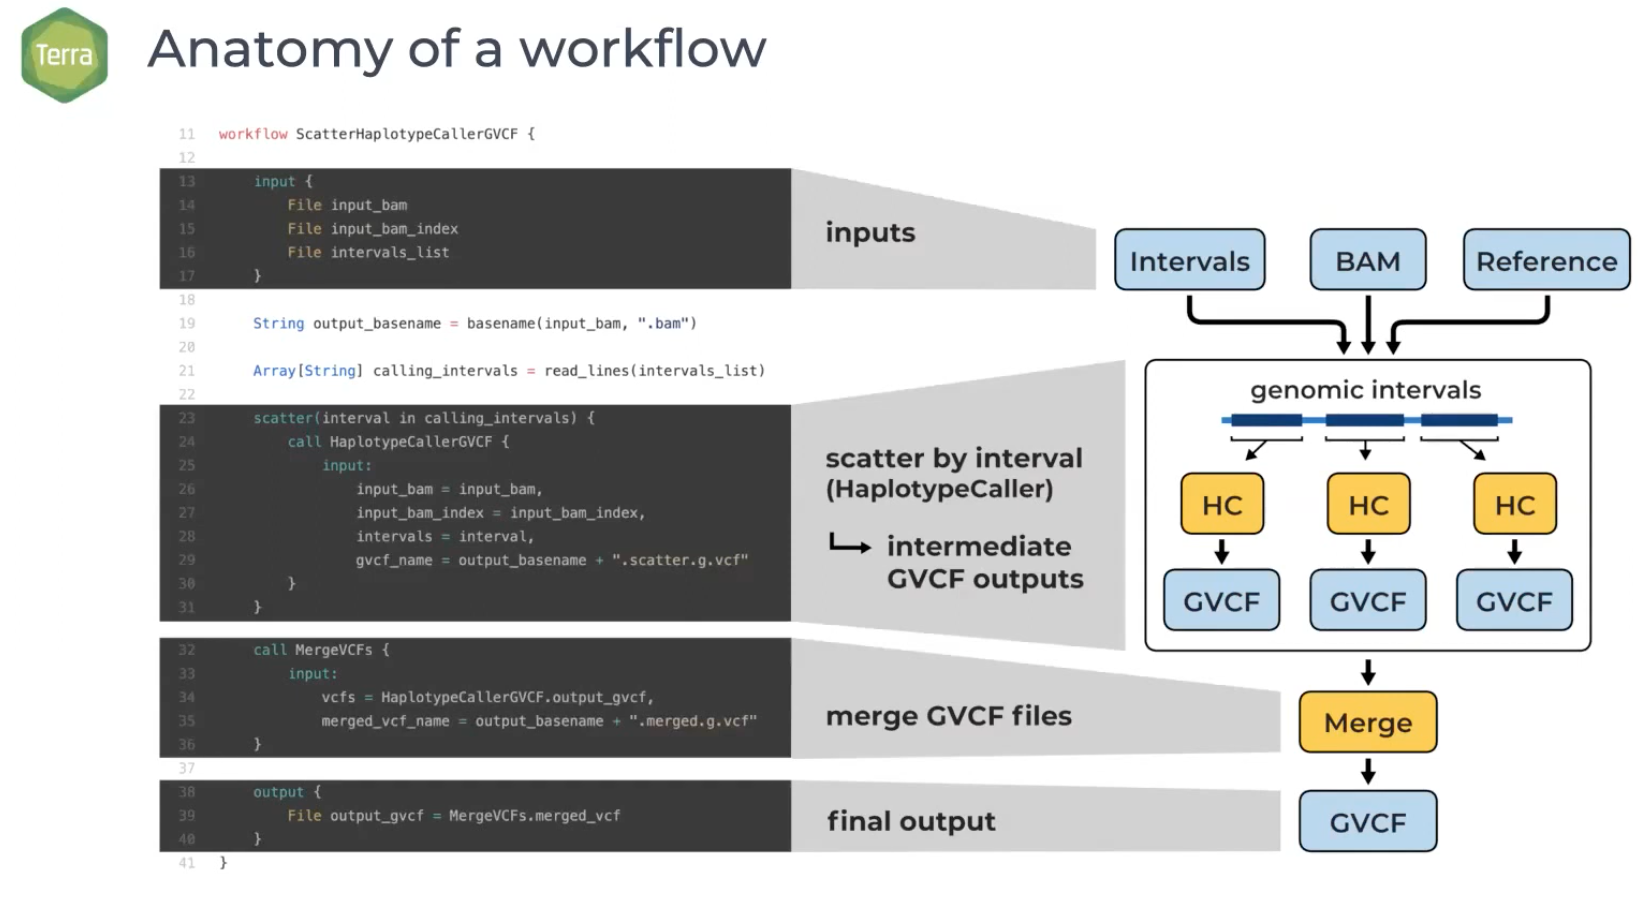 Terra
Anatomy of a workflow
11 workflow ScatterHaplotypeCallerGVCF {
12
13 input {
14 File input_bam
15 File input_bam_index
16 File intervals_list
17 }
18
19 String output_basename = basename(input_bam, ".bam")
20
21 Array[String] calling_intervals = read_lines(intervals_list)
22
23 scatter(interval in calling_intervals) {
24 call HaplotypeCallerGVCF {
25 input:
26 input_bam = input_bam,
27 input_bam_index = input_bam_index,
28 intervals = interval,
29 gvcf_name = output_basename + ".scatter.g.vcf"
30 }
31 }
32 call MergeVCFs {
33 input:
34 vcfs = HaplotypeCallerGVCF.output_gvcf,
35 merged_vcf_name = output_basename + ".merged.g.vcf"
36 }
37
38 output {
39 File output_gvcf = MergeVCFs.merged_vcf
40 }
41 }
inputs
scatter by interval
(HaplotypeCaller)
intermediate
GVCF outputs
merge GVCF files
final output
Intervals BAM Reference
genomic intervals
HC HC HC
GVCF GVCF GVCF
Merge
GVCF